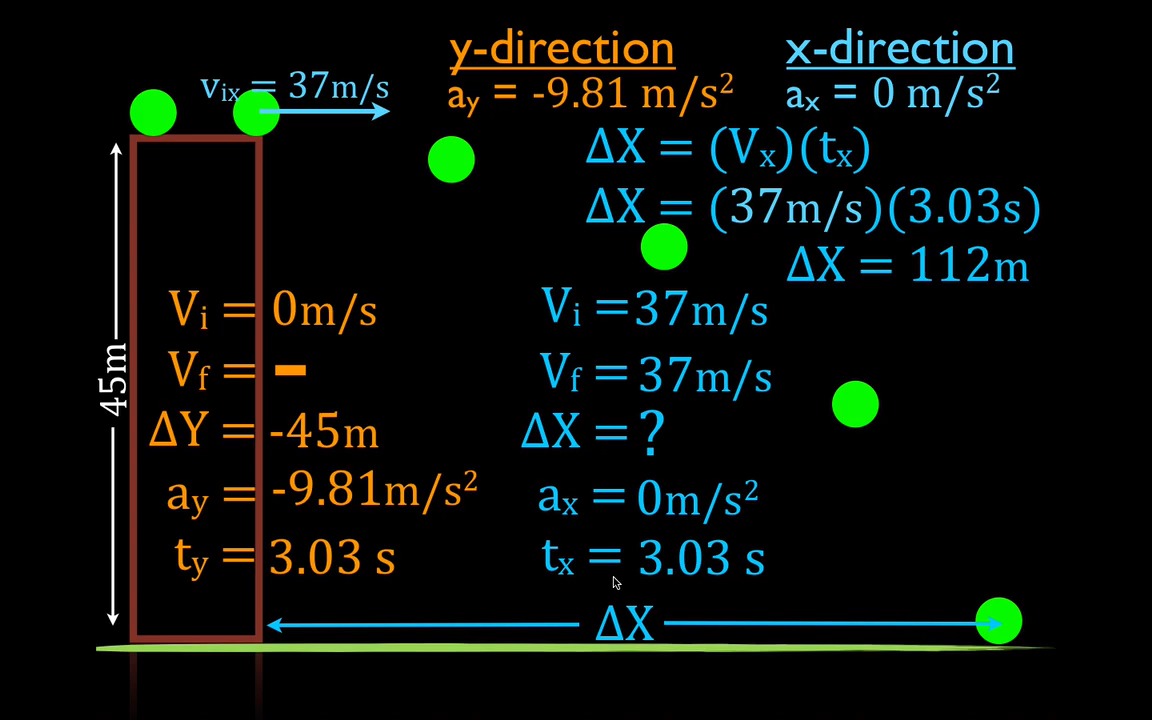 y-direction
x-direction
vix = 37m/s
ay = -9.81 m/s²
ax = 0 m/s²
ΔX = (Vx)(tx)
ΔX = (37m/s)(3.03s)
ΔX = 112m
45m
Vi = 0m/s
Vf = -
ΔY = -45m
ay = -9.81m/s²
ty = 3.03 s
Vi =37m/s
Vf =37m/s
ΔX = ?
ax = 0m/s²
tx = 3.03 s
ΔX